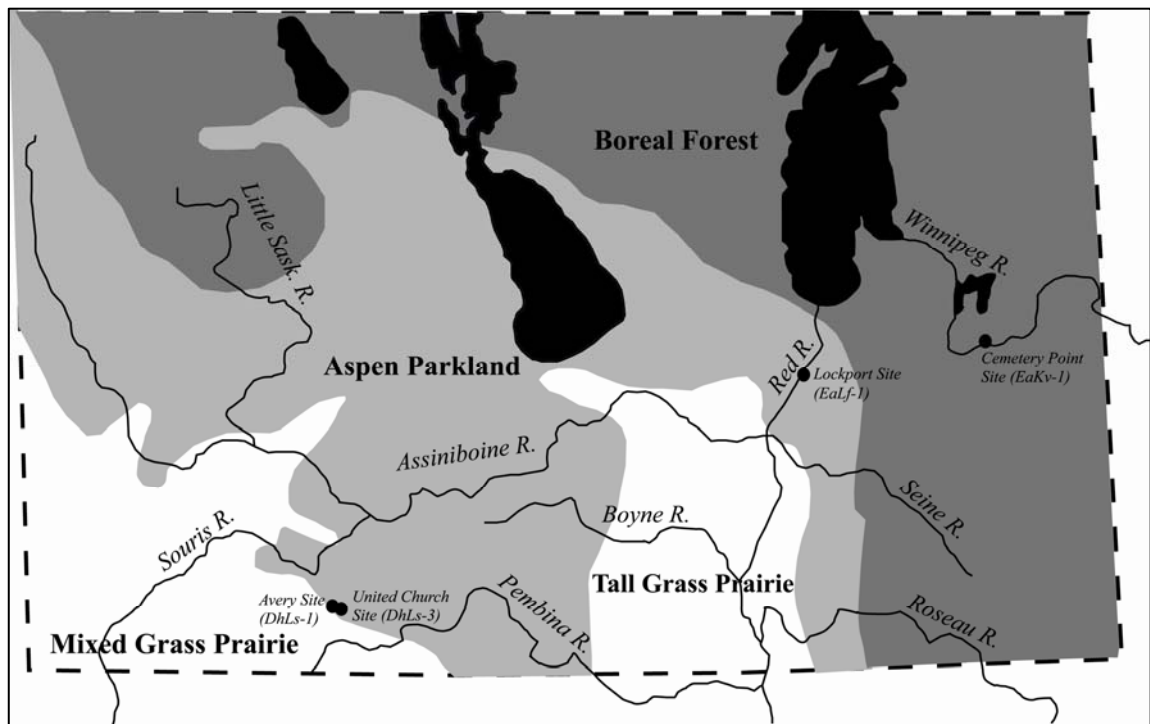 Boreal Forest
Little Sask. R.
Winnipeg R.
Aspen Parkland
Red R.
Lockport Site
(EaLf-1)
Cemetery Point
Site (EaKv-1)
Assiniboine R.
Souris R.
Boyne R.
Seine R.
Tall Grass Prairie
Avery Site
(DhLs-1)
United Church
Site (DhLs-3)
Pembina R.
Roseau R.
Mixed Grass Prairie